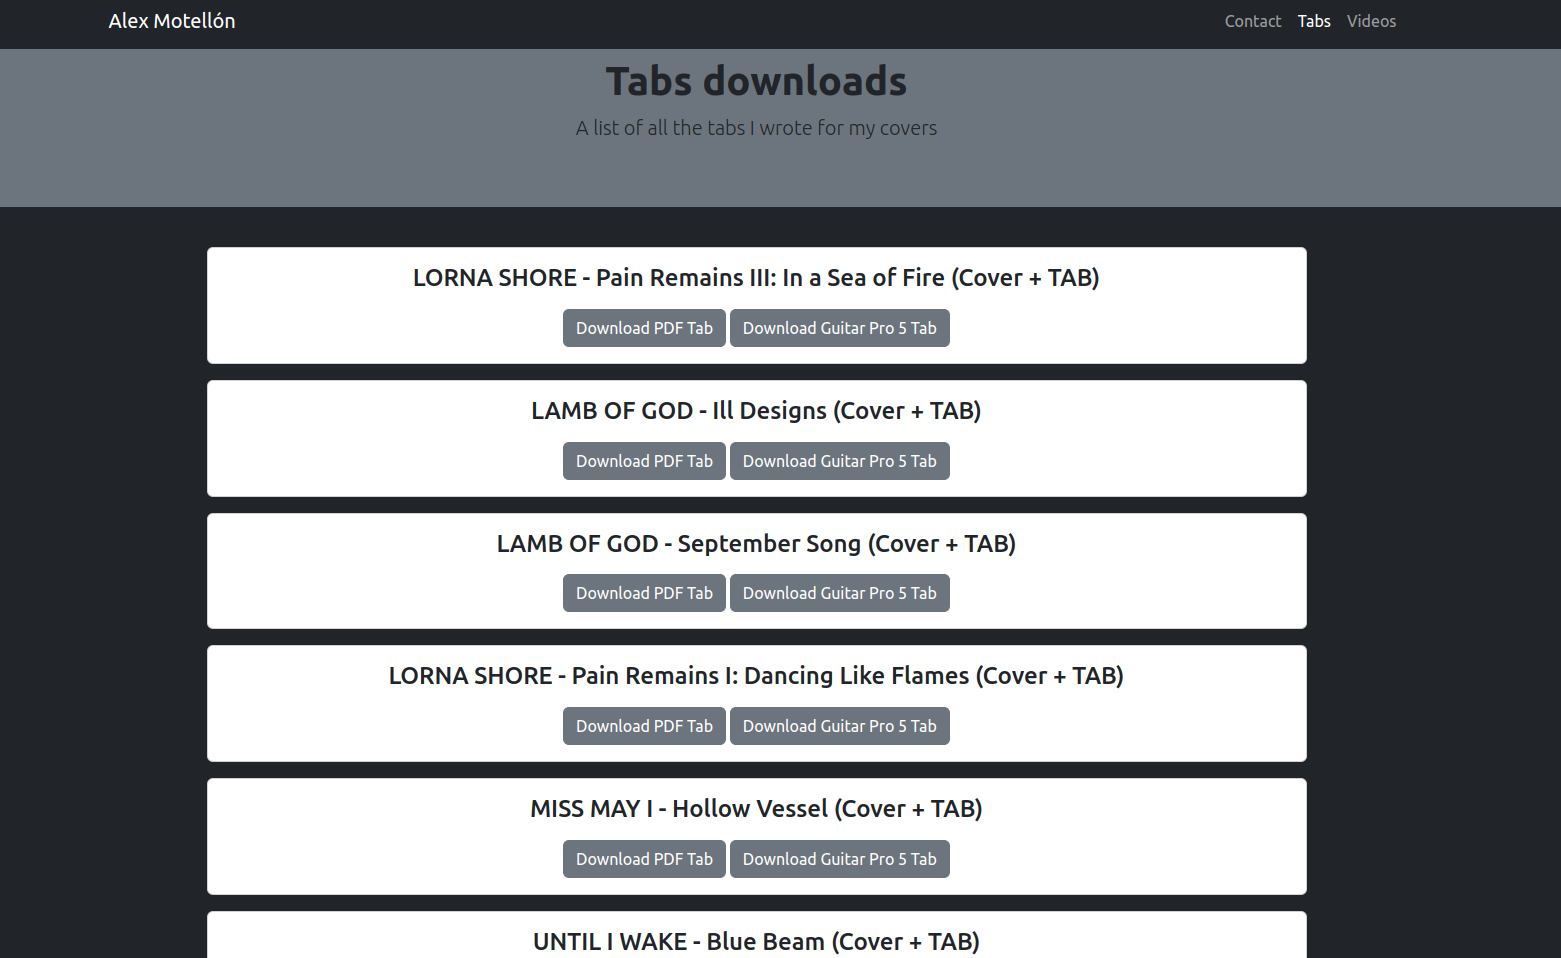 Alex Motellón
Contact Tabs Videos
Tabs downloads
A list of all the tabs I wrote for my covers
LORNA SHORE - Pain Remains III: In a Sea of Fire (Cover + TAB)
Download PDF Tab Download Guitar Pro 5 Tab
LAMB OF GOD - Ill Designs (Cover + TAB)
Download PDF Tab Download Guitar Pro 5 Tab
LAMB OF GOD - September Song (Cover + TAB)
Download PDF Tab Download Guitar Pro 5 Tab
LORNA SHORE - Pain Remains I: Dancing Like Flames (Cover + TAB)
Download PDF Tab Download Guitar Pro 5 Tab
MISS MAY I - Hollow Vessel (Cover + TAB)
Download PDF Tab Download Guitar Pro 5 Tab
UNTIL I WAKE - Blue Beam (Cover + TAB)